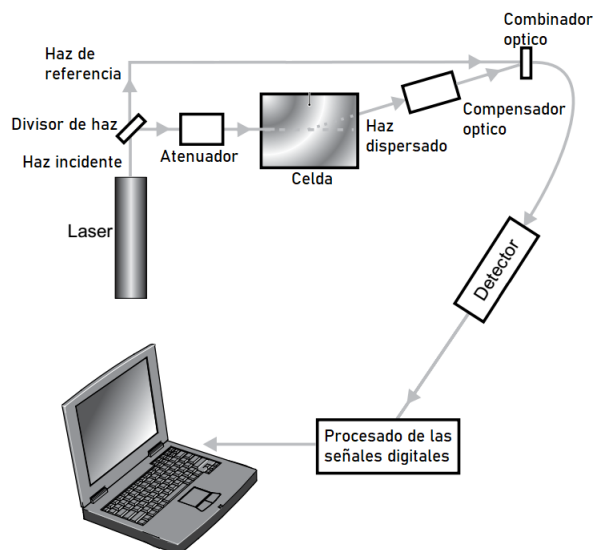 Combinador
optico
Haz de
referencia
Divisor de haz
Haz incidente
Atenuador
Celda
Haz
dispersado
Compensador
optico
Laser
Detector
Procesado de las
señales digitales